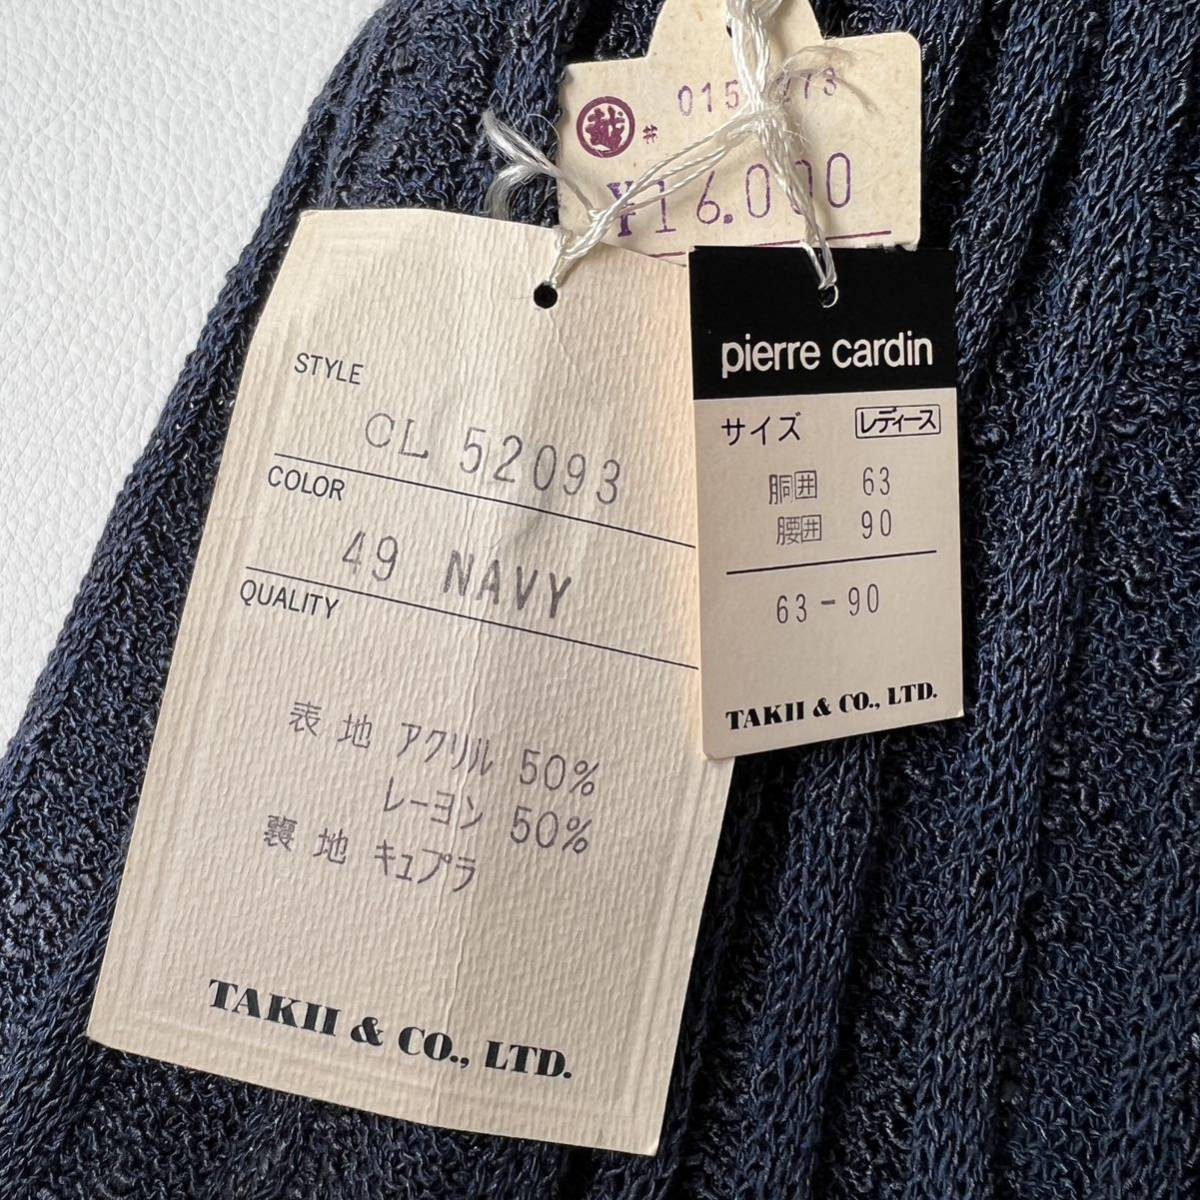 越
# 015 073
¥16.000
STYLE
CL 52093
COLOR
49 NAVY
QUALITY
表地 アクリル 50%
レーヨン 50%
裏地 キュプラ
TAKII & CO., LTD.
pierre cardin
サイズ レディース
胴囲 63
腰囲 90
63-90
TAKII & CO., LTD.